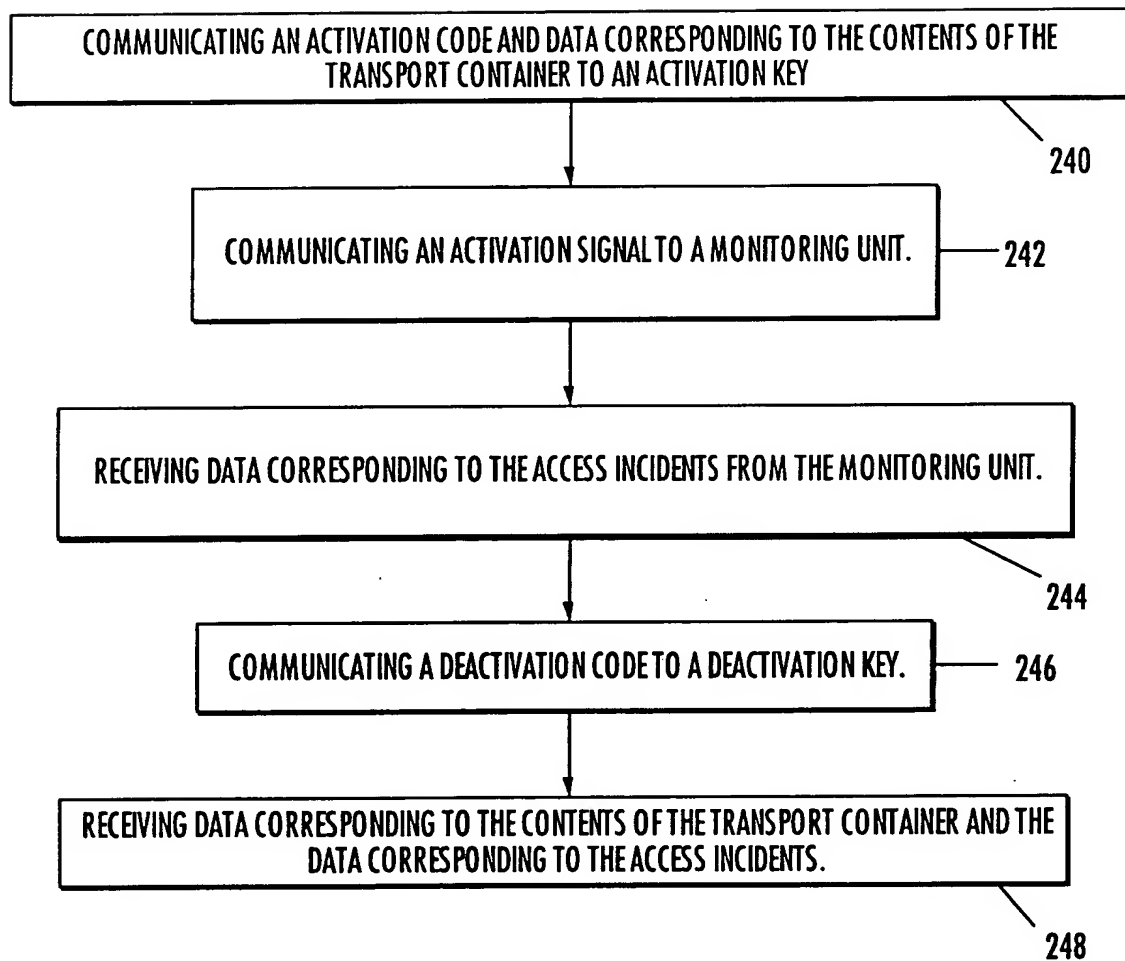 COMMUNICATING AN ACTIVATION CODE AND DATA CORRESPONDING TO THE CONTENTS OF THE
TRANSPORT CONTAINER TO AN ACTIVATION KEY
240
COMMUNICATING AN ACTIVATION SIGNAL TO A MONITORING UNIT.
242
RECEIVING DATA CORRESPONDING TO THE ACCESS INCIDENTS FROM THE MONITORING UNIT.
244
COMMUNICATING A DEACTIVATION CODE TO A DEACTIVATION KEY.
246
RECEIVING DATA CORRESPONDING TO THE CONTENTS OF THE TRANSPORT CONTAINER AND THE
DATA CORRESPONDING TO THE ACCESS INCIDENTS.
248